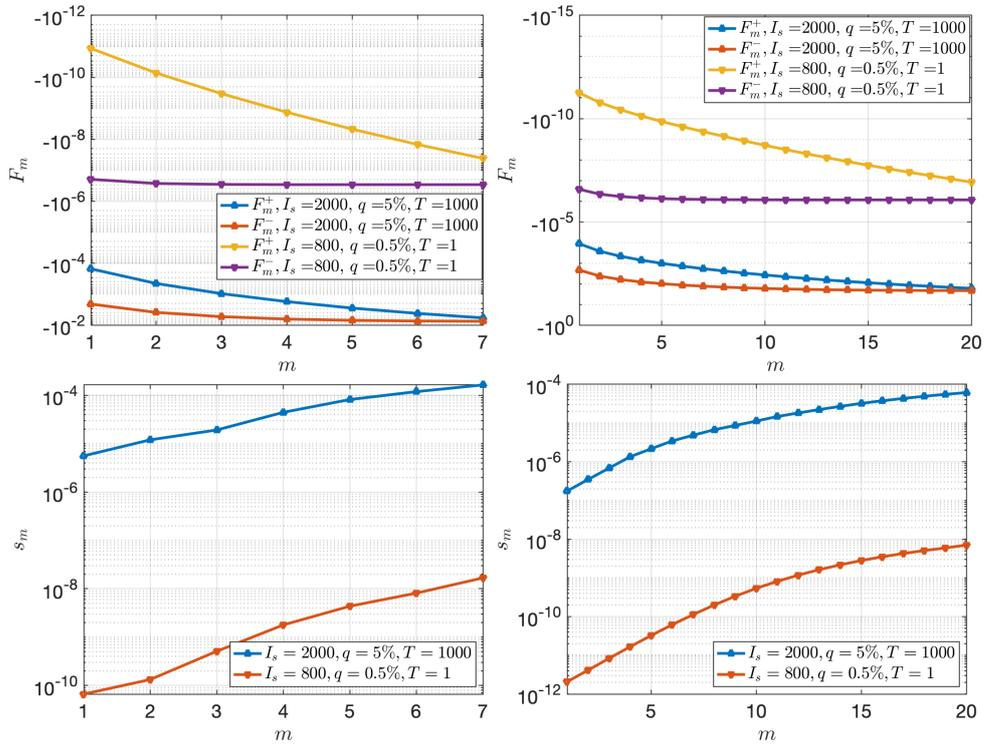 -10^-12
-10^-10
-10^-8
-10^-6
-10^-4
-10^-2
F_m
F_m^+, I_s =2000, q =5%, T =1000
F_m^-, I_s =2000, q =5%, T =1000
F_m^+, I_s =800, q =0.5%, T =1
F_m^-, I_s =800, q =0.5%, T =1
1 2 3 4 5 6 7
m
-10^-15
-10^-10
-10^-5
-10^0
F_m
F_m^+, I_s =2000, q =5%, T =1000
F_m^-, I_s =2000, q =5%, T =1000
F_m^+, I_s =800, q =0.5%, T =1
F_m^-, I_s =800, q =0.5%, T =1
5 10 15 20
m
10^-4
10^-6
10^-8
10^-10
s_m
I_s = 2000, q = 5%, T = 1000
I_s = 800, q = 0.5%, T = 1
1 2 3 4 5 6 7
m
10^-4
10^-6
10^-8
10^-10
10^-12
s_m
I_s = 2000, q = 5%, T = 1000
I_s = 800, q = 0.5%, T = 1
5 10 15 20
m